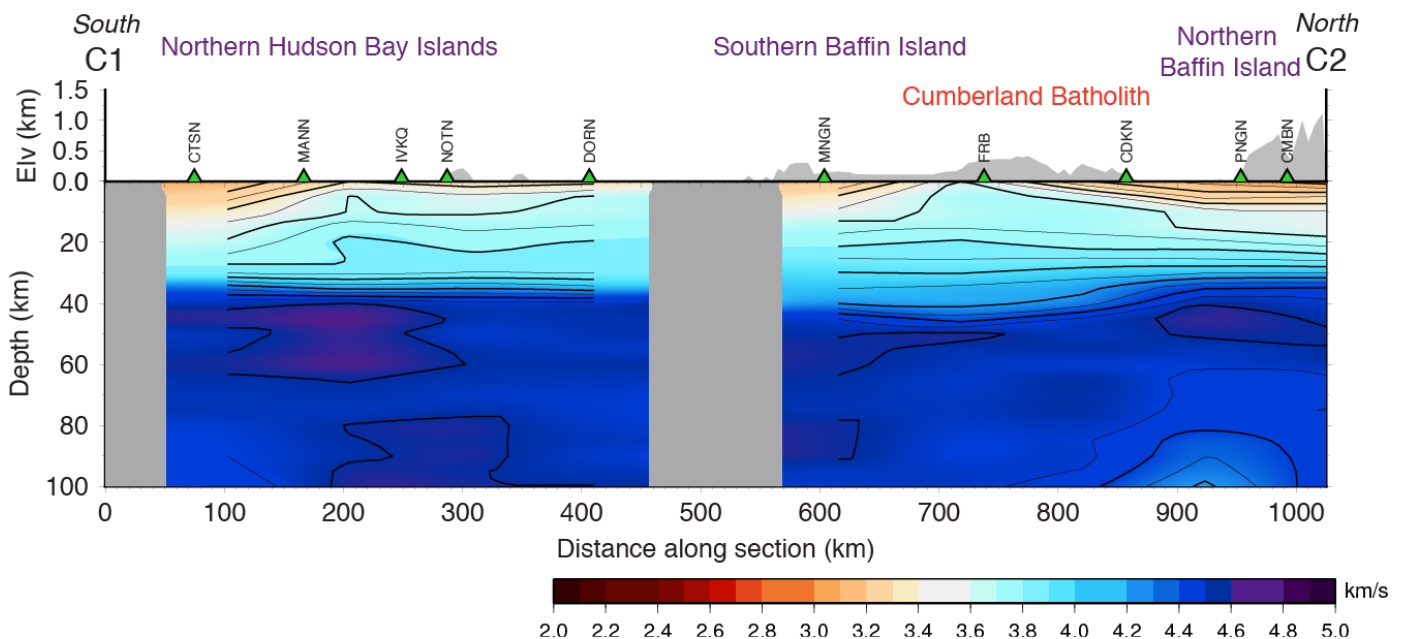 South
C1
Northern Hudson Bay Islands
Southern Baffin Island
Cumberland Batholith
Northern
Baffin Island
North
C2
Elv (km)
1.5
1.0
0.5
0.0
CTSN
MANN
IVKQ
NOTN
DORN
MNGN
FRB
CDKN
PNGN
CMBN
Depth (km)
20
40
60
80
100
0 100 200 300 400 500 600 700 800 900 1000
Distance along section (km)
km/s
2.0 2.2 2.4 2.6 2.8 3.0 3.2 3.4 3.6 3.8 4.0 4.2 4.4 4.6 4.8 5.0